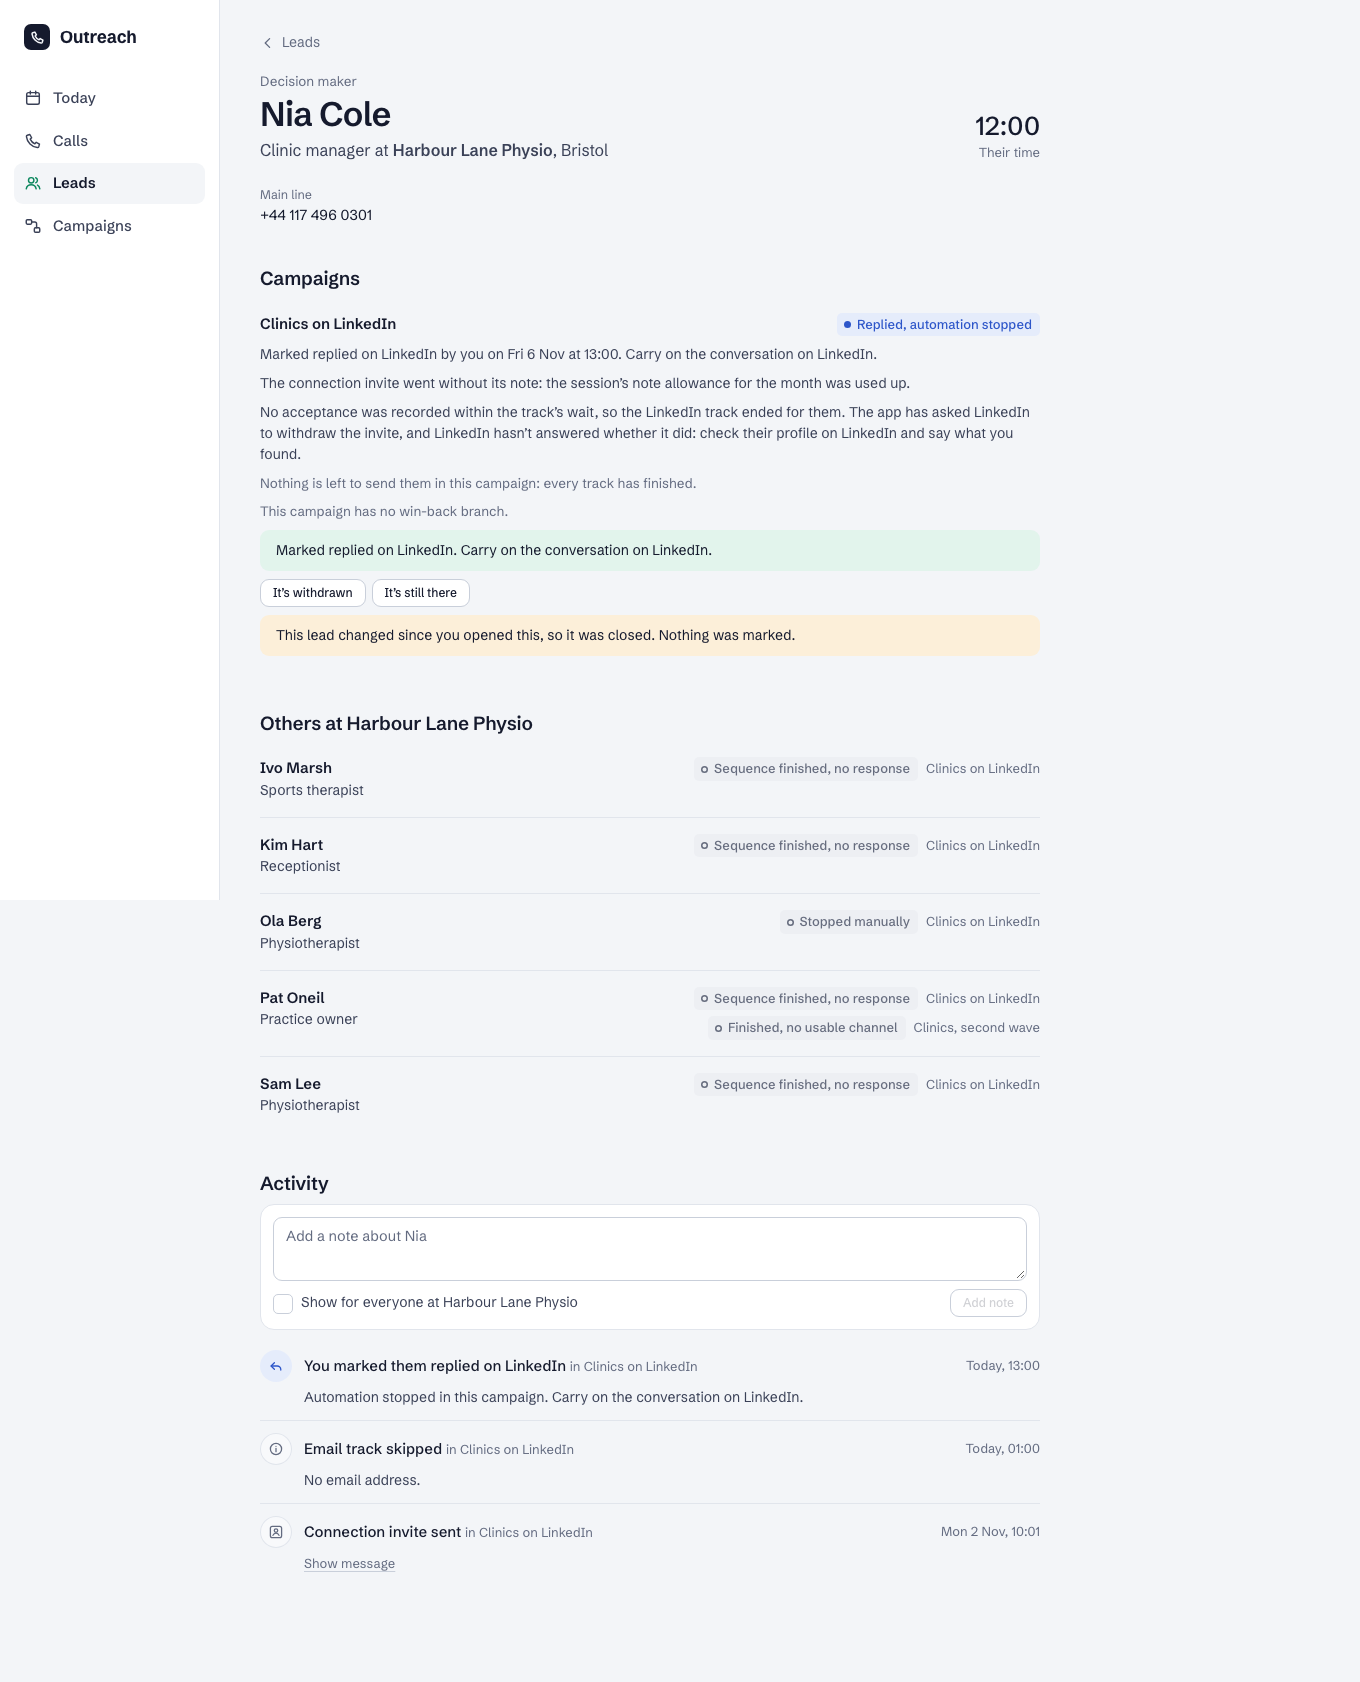 Outreach
Today
Calls
Leads
Campaigns
Leads
Decision maker
Nia Cole
Clinic manager at Harbour Lane Physio, Bristol
12:00
Their time
Main line
+44 117 496 0301
Campaigns
Clinics on LinkedIn
Replied, automation stopped
Marked replied on LinkedIn by you on Fri 6 Nov at 13:00. Carry on the conversation on LinkedIn.
The connection invite went without its note: the session’s note allowance for the month was used up.
No acceptance was recorded within the track’s wait, so the LinkedIn track ended for them. The app has asked LinkedIn
to withdraw the invite, and LinkedIn hasn’t answered whether it did: check their profile on LinkedIn and say what you
found.
Nothing is left to send them in this campaign: every track has finished.
This campaign has no win-back branch.
Marked replied on LinkedIn. Carry on the conversation on LinkedIn.
It’s withdrawn
It’s still there
This lead changed since you opened this, so it was closed. Nothing was marked.
Others at Harbour Lane Physio
Ivo Marsh
Sequence finished, no response
Clinics on LinkedIn
Sports therapist
Kim Hart
Sequence finished, no response
Clinics on LinkedIn
Receptionist
Ola Berg
Stopped manually
Clinics on LinkedIn
Physiotherapist
Pat Oneil
Sequence finished, no response
Clinics on LinkedIn
Practice owner
Finished, no usable channel
Clinics, second wave
Sam Lee
Sequence finished, no response
Clinics on LinkedIn
Physiotherapist
Activity
Add a note about Nia
Show for everyone at Harbour Lane Physio
Add note
You marked them replied on LinkedIn in Clinics on LinkedIn
Today, 13:00
Automation stopped in this campaign. Carry on the conversation on LinkedIn.
Email track skipped in Clinics on LinkedIn
Today, 01:00
No email address.
Connection invite sent in Clinics on LinkedIn
Mon 2 Nov, 10:01
Show message